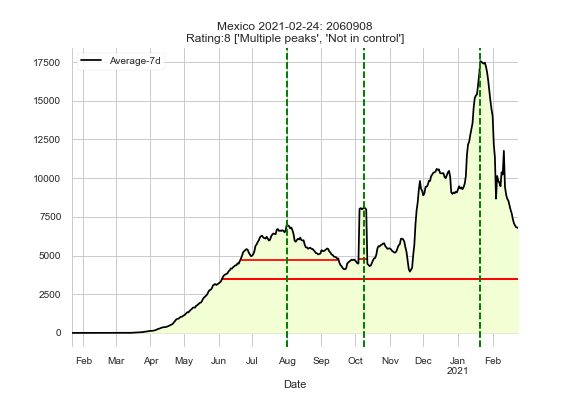 Mexico 2021-02-24: 2060908
Rating:8 ['Multiple peaks', 'Not in control']
Average-7d
17500
15000
12500
10000
7500
5000
2500
0
Feb Mar Apr May Jun Jul Aug Sep Oct Nov Dec Jan Feb
2021
Date